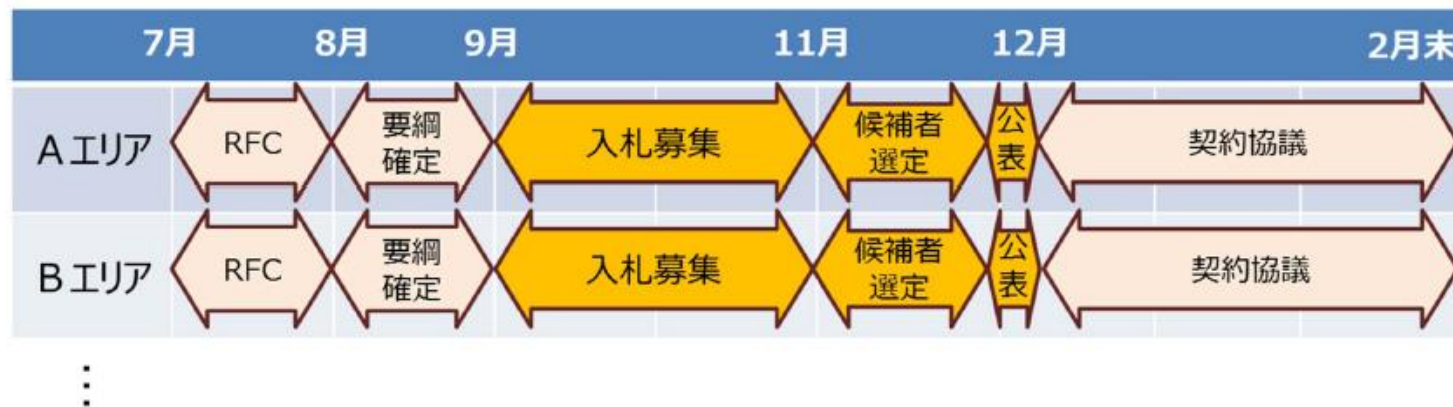 7月 8月 9月 11月 12月 2月末
Aエリア RFC 要綱 確定 入札募集 候補者 選定 公表 契約協議
Bエリア RFC 要綱 確定 入札募集 候補者 選定 公表 契約協議
⋮